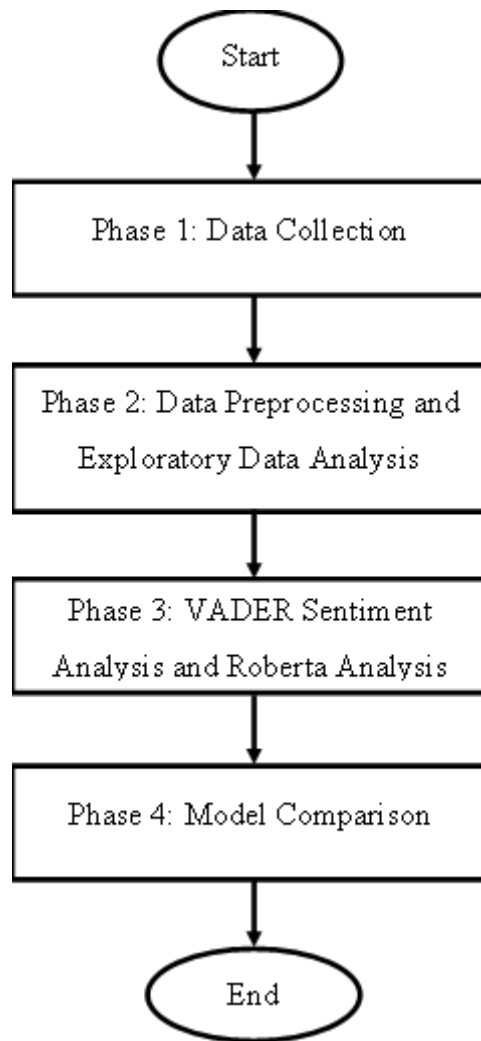 Start
Phase 1: Data Collection
Phase 2: Data Preprocessing and
Exploratory Data Analysis
Phase 3: VADER Sentiment
Analysis and Roberta Analysis
Phase 4: Model Comparison
End